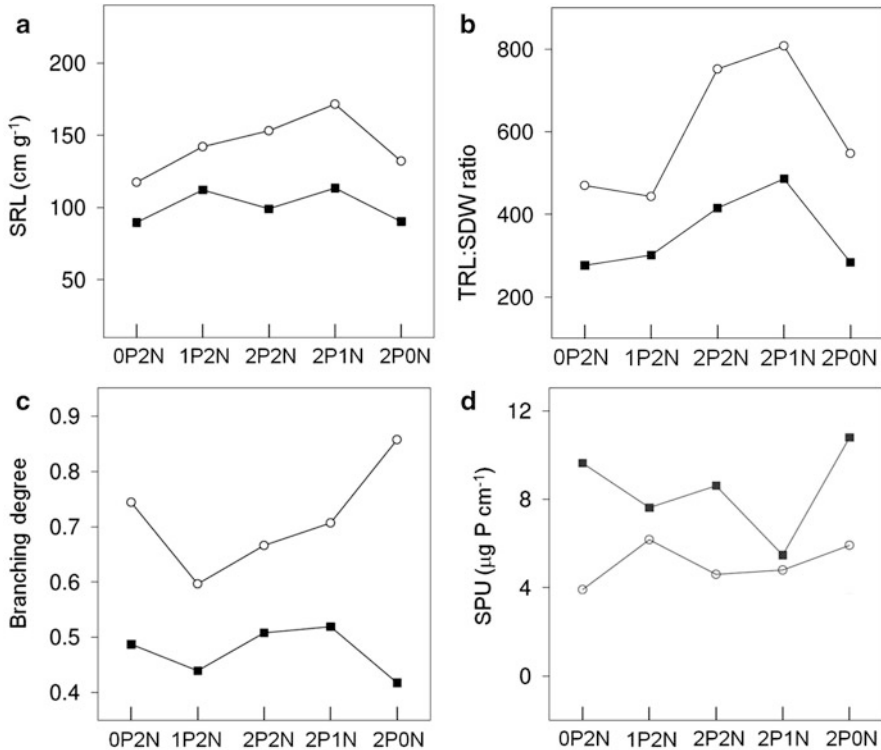 a
200
150
100
50
SRL (cm g⁻¹)
0P2N 1P2N 2P2N 2P1N 2P0N
b
800
600
400
200
TRL:SDW ratio
0P2N 1P2N 2P2N 2P1N 2P0N
c
0.9
0.8
0.7
0.6
0.5
0.4
Branching degree
0P2N 1P2N 2P2N 2P1N 2P0N
d
12
8
4
0
SPU (µg P cm⁻¹)
0P2N 1P2N 2P2N 2P1N 2P0N